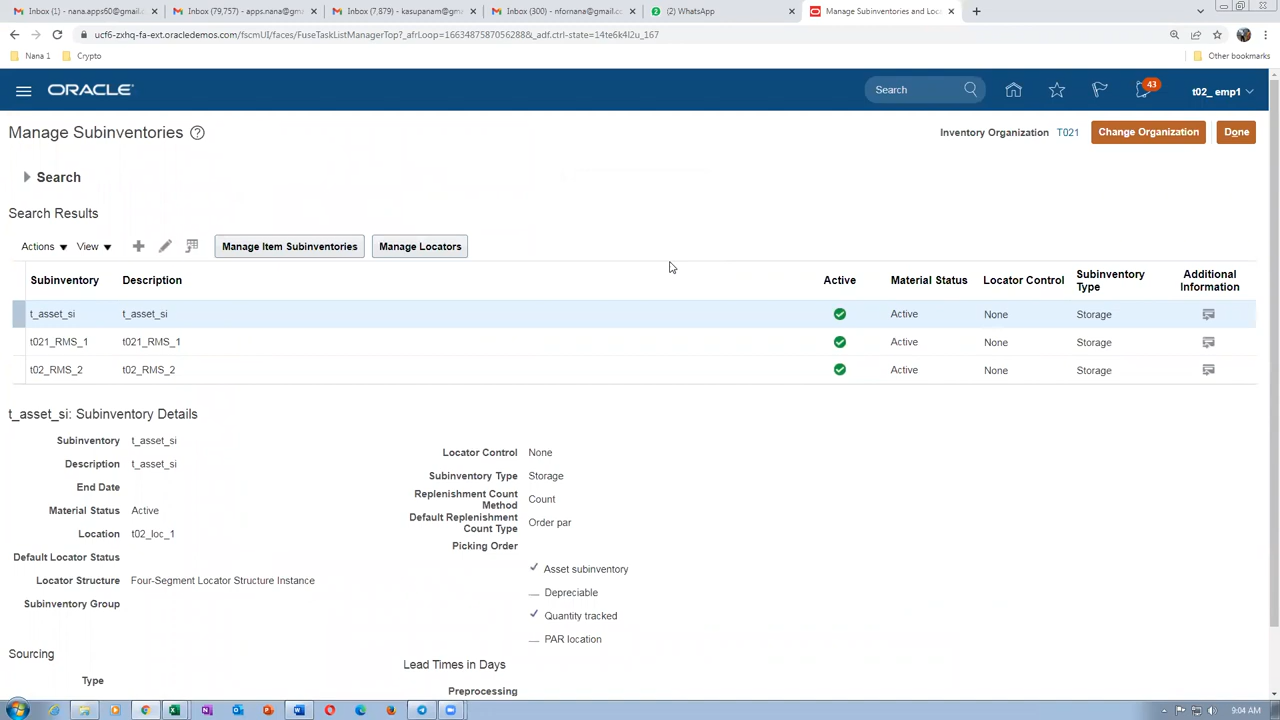 Inbox (1) - nana.apps60@gmail.c
Inbox (79,757) - apps.nana@gma
Inbox (7,879) - kasupanam@gma
Inbox (300) - nfornana@gmail.co
(2) WhatsApp
Manage Subinventories and Loc
ucf6-zxhq-fa-ext.oracledemos.com/fscmUI/faces/FuseTaskListManagerTop?_afrLoop=16634875870562886&_adf.ctrl-state=14te6k4l2u_167
Nana 1
Crypto
Other bookmarks
ORACLE
Search
43
t02_ emp1
Manage Subinventories
Inventory Organization T021
Change Organization
Done
Search
Search Results
Actions
View
Manage Item Subinventories
Manage Locators
Subinventory Description Active Material Status Locator Control Subinventory Type Additional Information
t_asset_si t_asset_si Active None Storage
t021_RMS_1 t021_RMS_1 Active None Storage
t02_RMS_2 t02_RMS_2 Active None Storage
t_asset_si: Subinventory Details
Subinventory t_asset_si
Description t_asset_si
End Date
Material Status Active
Location t02_loc_1
Default Locator Status
Locator Structure Four-Segment Locator Structure Instance
Subinventory Group
Locator Control None
Subinventory Type Storage
Replenishment Count Method Count
Default Replenishment Count Type Order par
Picking Order
Asset subinventory
Depreciable
Quantity tracked
PAR location
Sourcing
Type
Lead Times in Days
Preprocessing
9:04 AM